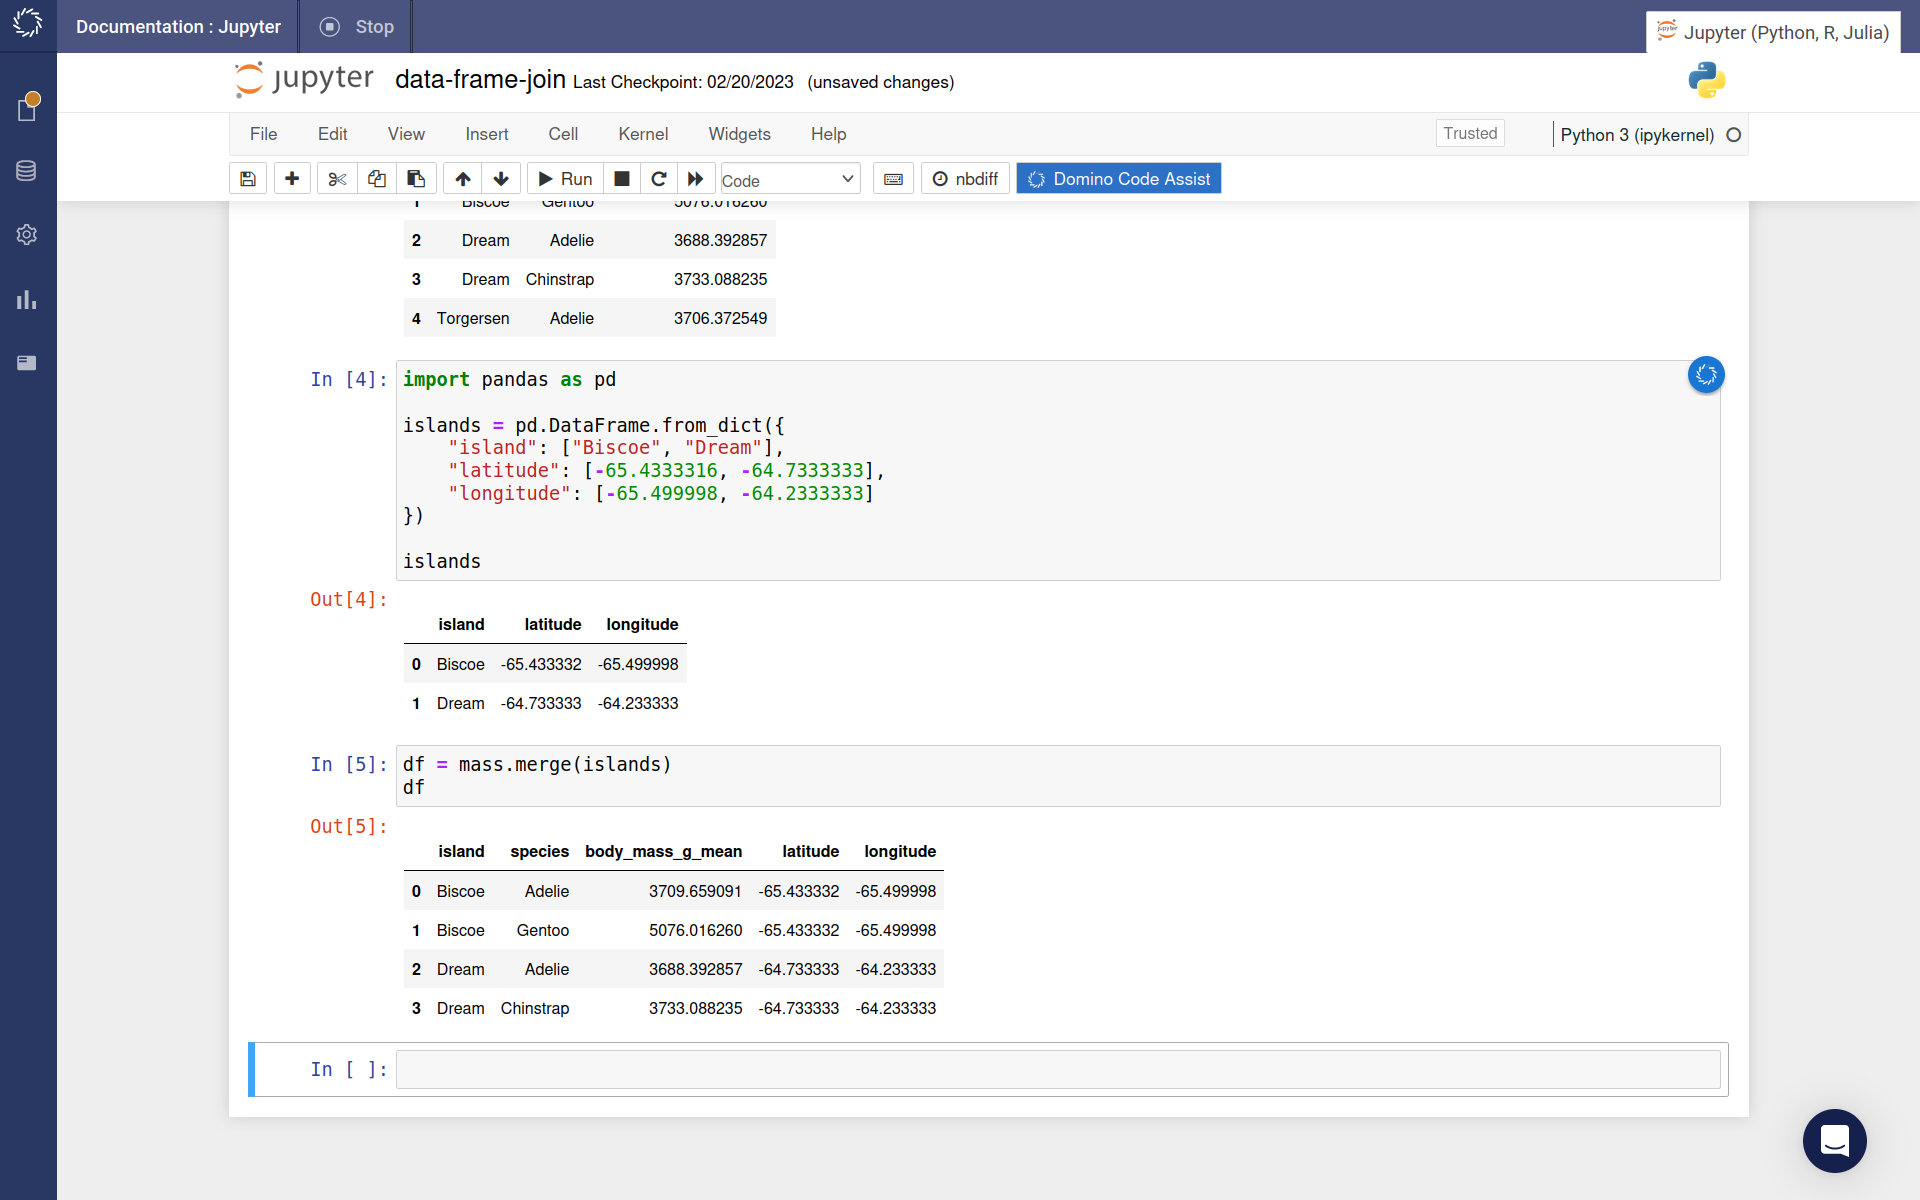 Documentation : Jupyter Stop
Jupyter (Python, R, Julia)
jupyter data-frame-join Last Checkpoint: 02/20/2023 (unsaved changes)
File Edit View Insert Cell Kernel Widgets Help Trusted Python 3 (ipykernel)
Run Code nbdiff Domino Code Assist
1 Biscoe Gentoo 5076.016260
2 Dream Adelie 3688.392857
3 Dream Chinstrap 3733.088235
4 Torgersen Adelie 3706.372549
In [4]: import pandas as pd
islands = pd.DataFrame.from_dict({
"island": ["Biscoe", "Dream"],
"latitude": [-65.4333316, -64.7333333],
"longitude": [-65.499998, -64.2333333]
})
islands
Out[4]:
island latitude longitude
0 Biscoe -65.433332 -65.499998
1 Dream -64.733333 -64.233333
In [5]: df = mass.merge(islands)
df
Out[5]:
island species body_mass_g_mean latitude longitude
0 Biscoe Adelie 3709.659091 -65.433332 -65.499998
1 Biscoe Gentoo 5076.016260 -65.433332 -65.499998
2 Dream Adelie 3688.392857 -64.733333 -64.233333
3 Dream Chinstrap 3733.088235 -64.733333 -64.233333
In [ ]: